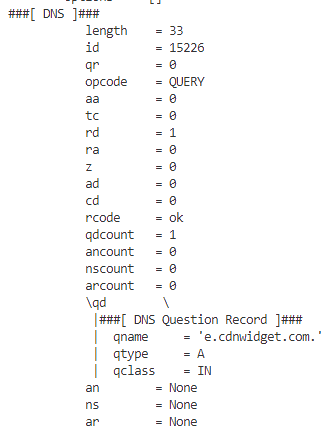 ###[ DNS ]###
length = 33
id = 15226
qr = 0
opcode = QUERY
aa = 0
tc = 0
rd = 1
ra = 0
z = 0
ad = 0
cd = 0
rcode = ok
qdcount = 1
ancount = 0
nscount = 0
arcount = 0
\qd \
|###[ DNS Question Record ]###
| qname = 'e.cdnwidget.com.'
| qtype = A
| qclass = IN
an = None
ns = None
ar = None